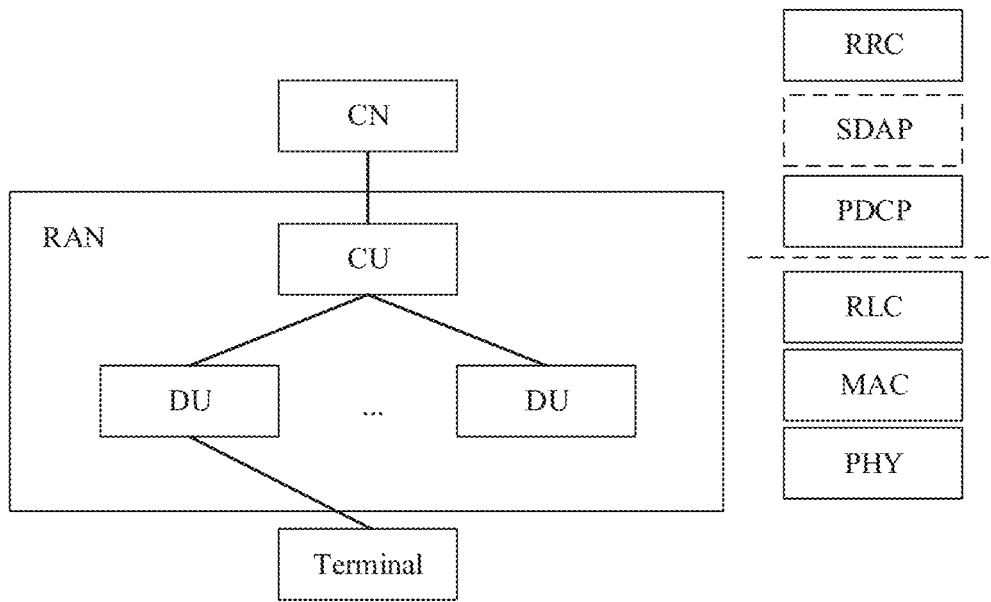 CN
RAN
CU
DU
...
DU
Terminal
RRC
SDAP
PDCP
RLC
MAC
PHY